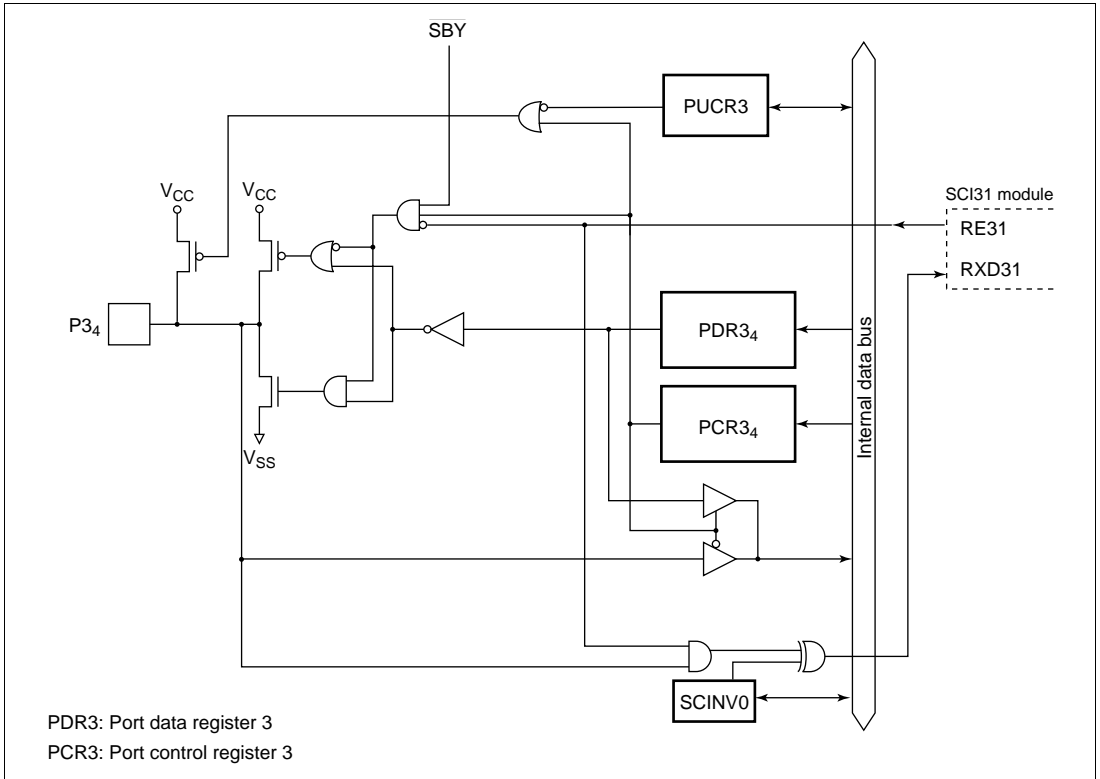 SBY
PUCR3
VCC
VCC
SCI31 module
RE31
RXD31
P34
PDR34
PCR34
Internal data bus
VSS
SCINV0
PDR3: Port data register 3
PCR3: Port control register 3